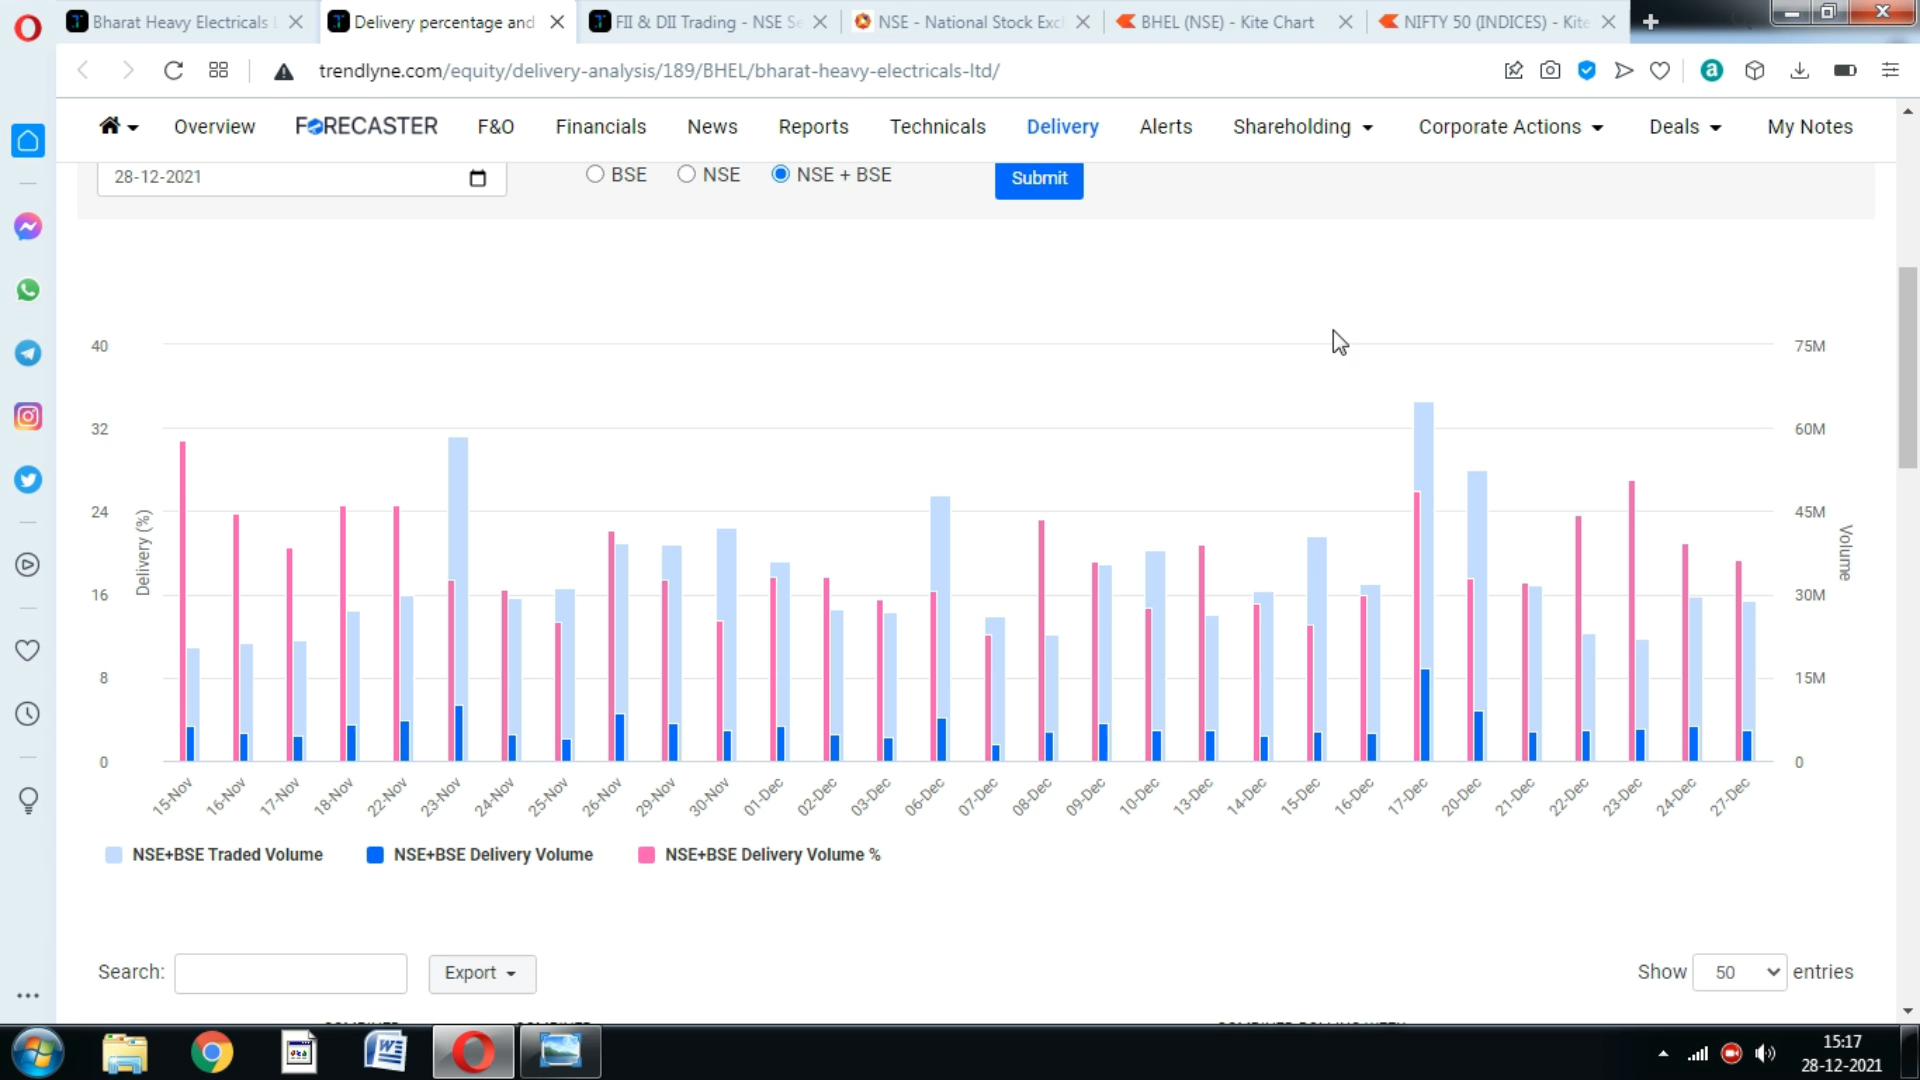 Bharat Heavy Electricals
Delivery percentage and
FII & DII Trading - NSE Se
NSE - National Stock Exc
BHEL (NSE) - Kite Chart
NIFTY 50 (INDICES) - Kite
trendlyne.com/equity/delivery-analysis/189/BHEL/bharat-heavy-electricals-ltd/
Overview
FORECASTER
F&O
Financials
News
Reports
Technicals
Delivery
Alerts
Shareholding
Corporate Actions
Deals
My Notes
28-12-2021
BSE
NSE
NSE + BSE
Submit
40
32
24
16
8
0
Delivery (%)
75M
60M
45M
30M
15M
0
Volume
15-Nov
16-Nov
17-Nov
18-Nov
22-Nov
23-Nov
24-Nov
25-Nov
26-Nov
29-Nov
30-Nov
01-Dec
02-Dec
03-Dec
06-Dec
07-Dec
08-Dec
09-Dec
10-Dec
13-Dec
14-Dec
15-Dec
16-Dec
17-Dec
20-Dec
21-Dec
22-Dec
23-Dec
24-Dec
27-Dec
NSE+BSE Traded Volume
NSE+BSE Delivery Volume
NSE+BSE Delivery Volume %
Search:
Export
Show 50 entries
15:17
28-12-2021